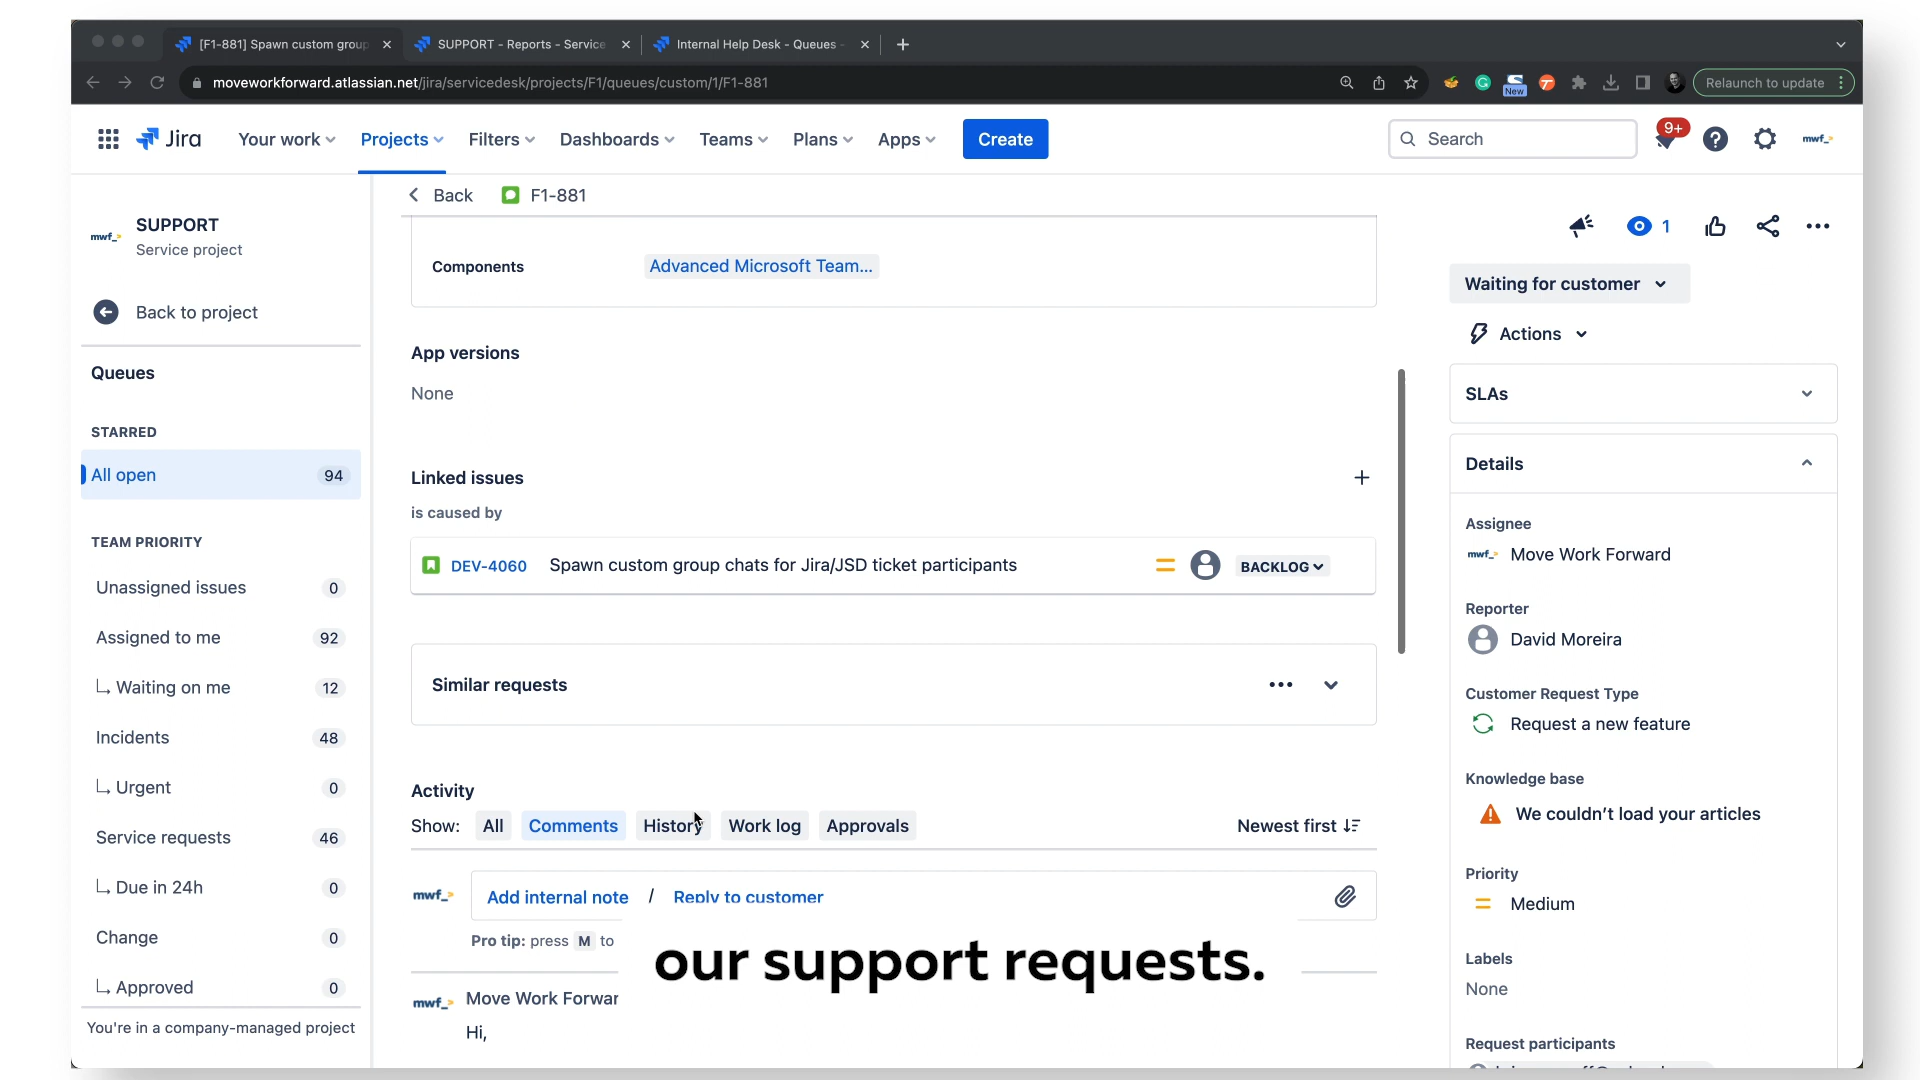 [F1-881] Spawn custom group
SUPPORT - Reports - Service
Internal Help Desk - Queues -
moveworkforward.atlassian.net/jira/servicedesk/projects/F1/queues/custom/1/F1-881
New
Relaunch to update
Jira
Your work
Projects
Filters
Dashboards
Teams
Plans
Apps
Create
Search
9+
mwf_>
mwf_>
SUPPORT
Service project
Back to project
Queues
STARRED
All open 94
TEAM PRIORITY
Unassigned issues 0
Assigned to me 92
Waiting on me 12
Incidents 48
Urgent 0
Service requests 46
Due in 24h 0
Change 0
Approved 0
You're in a company-managed project
Back
F1-881
Components
Advanced Microsoft Team...
App versions
None
Linked issues
is caused by
DEV-4060 Spawn custom group chats for Jira/JSD ticket participants BACKLOG
Similar requests
Activity
Show: All Comments History Work log Approvals
Newest first
mwf_> Add internal note / Reply to customer
Pro tip: press M to
our support requests.
mwf_> Move Work Forwar
Hi,
1
Waiting for customer
Actions
SLAs
Details
Assignee
mwf_> Move Work Forward
Reporter
David Moreira
Customer Request Type
Request a new feature
Knowledge base
We couldn't load your articles
Priority
Medium
Labels
None
Request participants